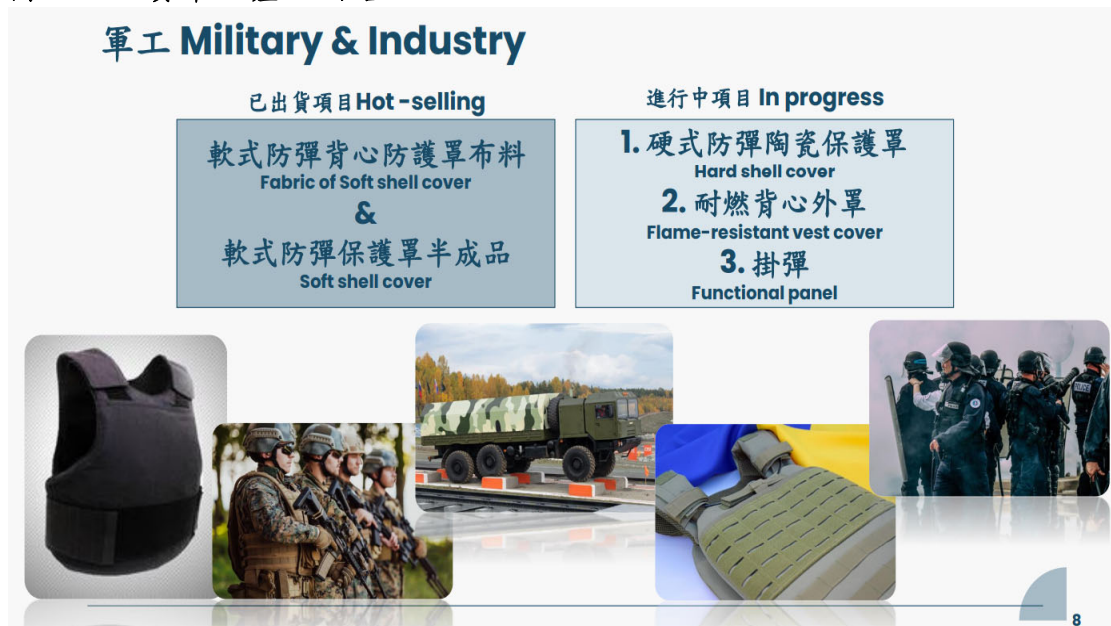 軍工 Military & Industry
已出貨項目Hot -selling
軟式防彈背心防護罩布料
Fabric of Soft shell cover
&
軟式防彈保護罩半成品
Soft shell cover
進行中項目 In progress
1. 硬式防彈陶瓷保護罩
Hard shell cover
2. 耐燃背心外罩
Flame-resistant vest cover
3. 掛彈
Functional panel
POLICE
8